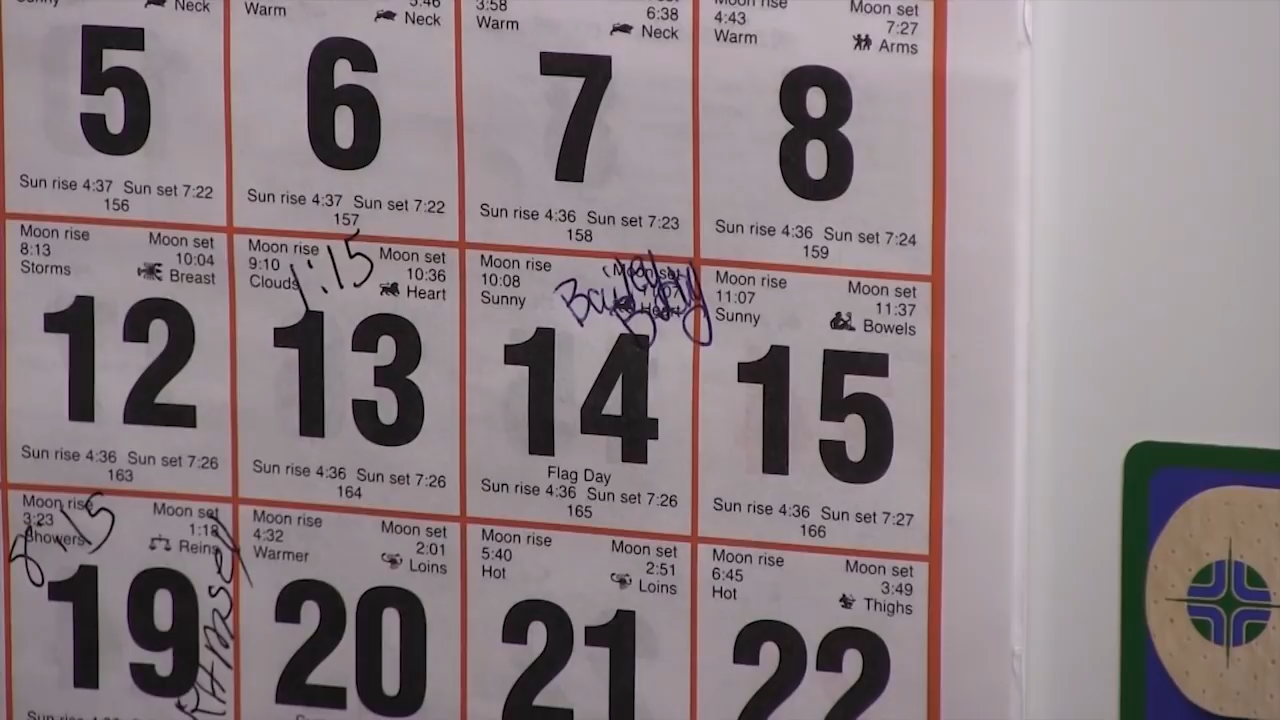 Neck
Warm
5:46
Neck
3:58
Warm
6:38
Neck
Moon rise
4:43
Warm
Moon set
7:27
Arms
5
6
7
8
Sun rise 4:37 Sun set 7:22
156
Sun rise 4:37 Sun set 7:22
157
Sun rise 4:36 Sun set 7:23
158
Sun rise 4:36 Sun set 7:24
159
Moon rise
8:13
Storms
Moon set
10:04
Breast
12
Sun rise 4:36 Sun set 7:26
163
Moon rise
9:10
Clouds
1:15
Moon set
10:36
Heart
13
Sun rise 4:36 Sun set 7:26
164
Moon rise
10:08
Sunny
Moon set
Heart
14
Flag Day
Sun rise 4:36 Sun set 7:26
165
Moon rise
11:07
Sunny
Moon set
11:37
Bowels
15
Sun rise 4:36 Sun set 7:27
166
Moon rise
3:23
Showers
8:15
Moon set
1:18
Reins
19
Moon rise
4:32
Warmer
Moon set
2:01
Loins
20
Moon rise
5:40
Hot
Moon set
2:51
Loins
21
Moon rise
6:45
Hot
Moon set
3:49
Thighs
22